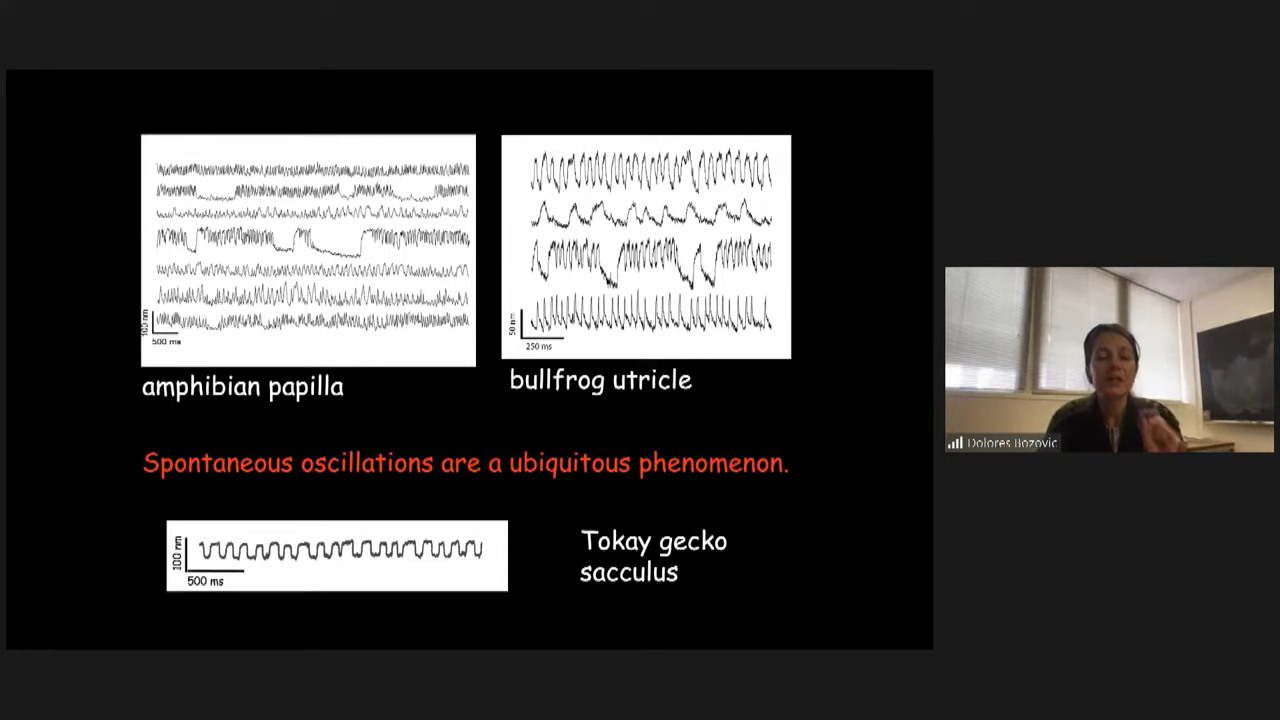 100 nm
500 ms
50 nm
250 ms
amphibian papilla
bullfrog utricle
Spontaneous oscillations are a ubiquitous phenomenon.
100 nm
500 ms
Tokay gecko
sacculus
Dolores Bozovic